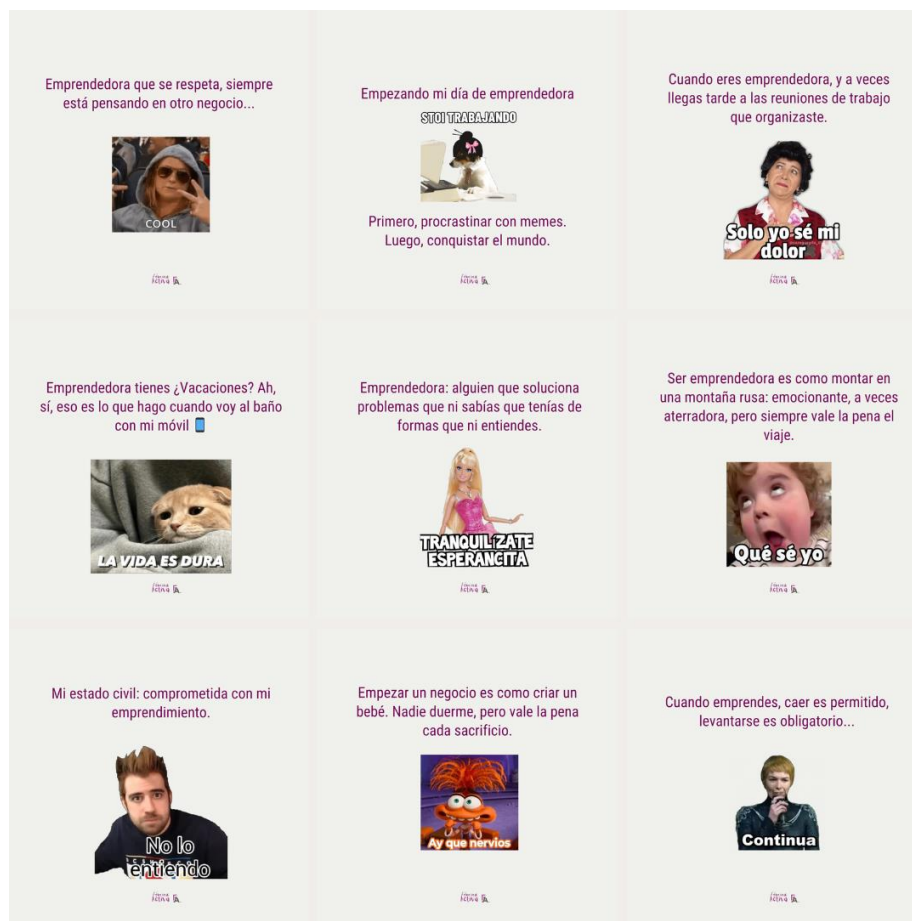 Emprendedora que se respeta, siempre
está pensando en otro negocio...
COOL
Empezando mi día de emprendedora
STOI TRABAJANDO
Primero, procrastinar con memes.
Luego, conquistar el mundo.
Cuando eres emprendedora, y a veces
llegas tarde a las reuniones de trabajo
que organizaste.
Solo yo sé mi
dolor
Emprendedora tienes ¿Vacaciones? Ah,
sí, eso es lo que hago cuando voy al baño
con mi móvil
LA VIDA ES DURA
Emprendedora: alguien que soluciona
problemas que ni sabías que tenías de
formas que ni entiendes.
TRANQUILÍZATE
ESPERANCITA
Ser emprendedora es como montar en
una montaña rusa: emocionante, a veces
aterradora, pero siempre vale la pena el
viaje.
Qué sé yo
Mi estado civil: comprometida con mi
emprendimiento.
No lo
entiendo
Empezar un negocio es como criar un
bebé. Nadie duerme, pero vale la pena
cada sacrificio.
Ay que nervios
Cuando emprendes, caer es permitido,
levantarse es obligatorio...
Continua